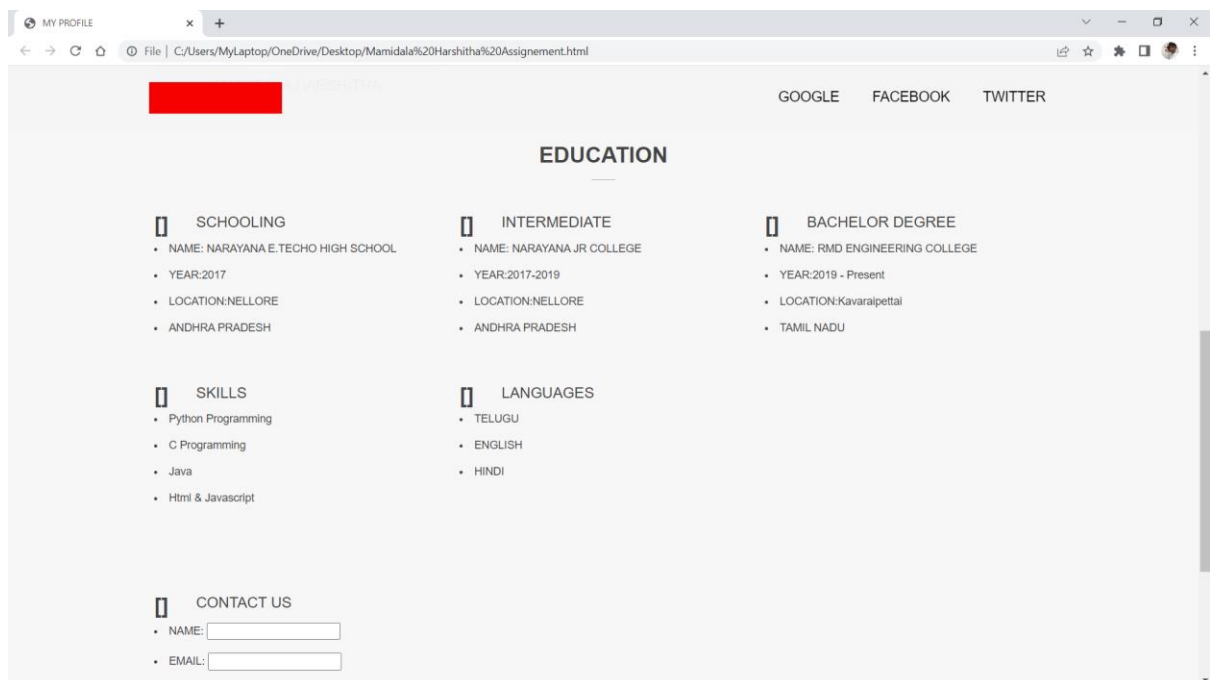 MY PROFILE
File | C:/Users/MyLaptop/OneDrive/Desktop/Mamidala%20Harshitha%20Assignement.html
HARSHITHA
GOOGLE FACEBOOK TWITTER
EDUCATION
[] SCHOOLING
• NAME: NARAYANA E.TECHO HIGH SCHOOL
• YEAR:2017
• LOCATION:NELLORE
• ANDHRA PRADESH
[] INTERMEDIATE
• NAME: NARAYANA JR COLLEGE
• YEAR:2017-2019
• LOCATION:NELLORE
• ANDHRA PRADESH
[] BACHELOR DEGREE
• NAME: RMD ENGINEERING COLLEGE
• YEAR:2019 - Present
• LOCATION:Kavaraipettai
• TAMIL NADU
[] SKILLS
• Python Programming
• C Programming
• Java
• Html & Javascript
[] LANGUAGES
• TELUGU
• ENGLISH
• HINDI
[] CONTACT US
• NAME:
• EMAIL: